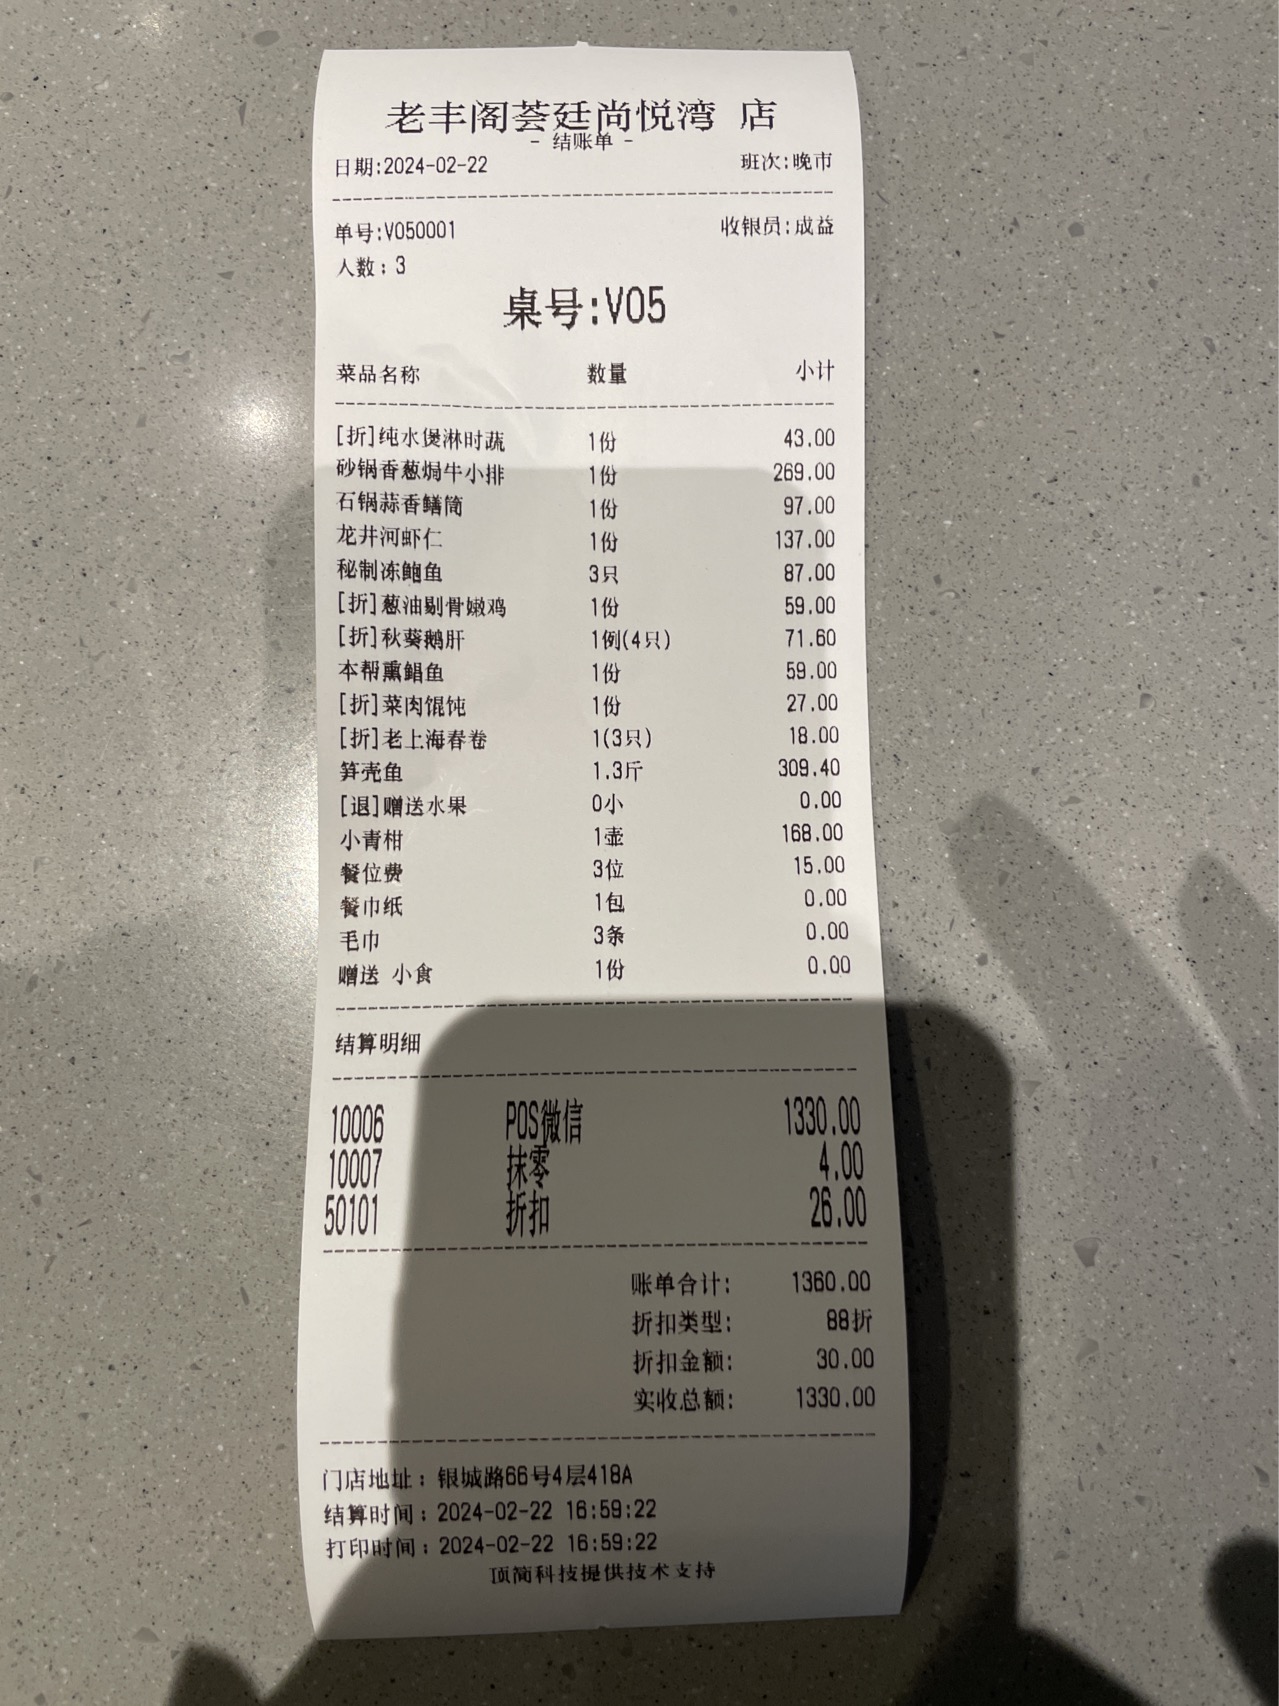 老丰阁荟廷尚悦湾 店
- 结账单 -
日期:2024-02-22 班次:晚市
单号:V050001 收银员:成益
人数: 3
桌号:V05
菜品名称 数量 小计
[折]纯水煲淋时蔬 1份 43.00
砂锅香葱焗牛小排 1份 269.00
石锅蒜香鳝筒 1份 97.00
龙井河虾仁 1份 137.00
秘制冻鲍鱼 3只 87.00
[折]葱油剔骨嫩鸡 1份 59.00
[折]秋葵鹅肝 1例(4只) 71.60
本帮熏鲳鱼 1份 59.00
[折]菜肉馄饨 1份 27.00
[折]老上海春卷 1(3只) 18.00
笋壳鱼 1.3斤 309.40
[退]赠送水果 0小 0.00
小青柑 1壶 168.00
餐位费 3位 15.00
餐巾纸 1包 0.00
毛巾 3条 0.00
赠送 小食 1份 0.00
结算明细
10006 POS微信 1330.00
10007 抹零 4.00
50101 折扣 26.00
账单合计: 1360.00
折扣类型: 88折
折扣金额: 30.00
实收总额: 1330.00
门店地址: 银城路66号4层418A
结算时间: 2024-02-22 16:59:22
打印时间: 2024-02-22 16:59:22
顶简科技提供技术支持